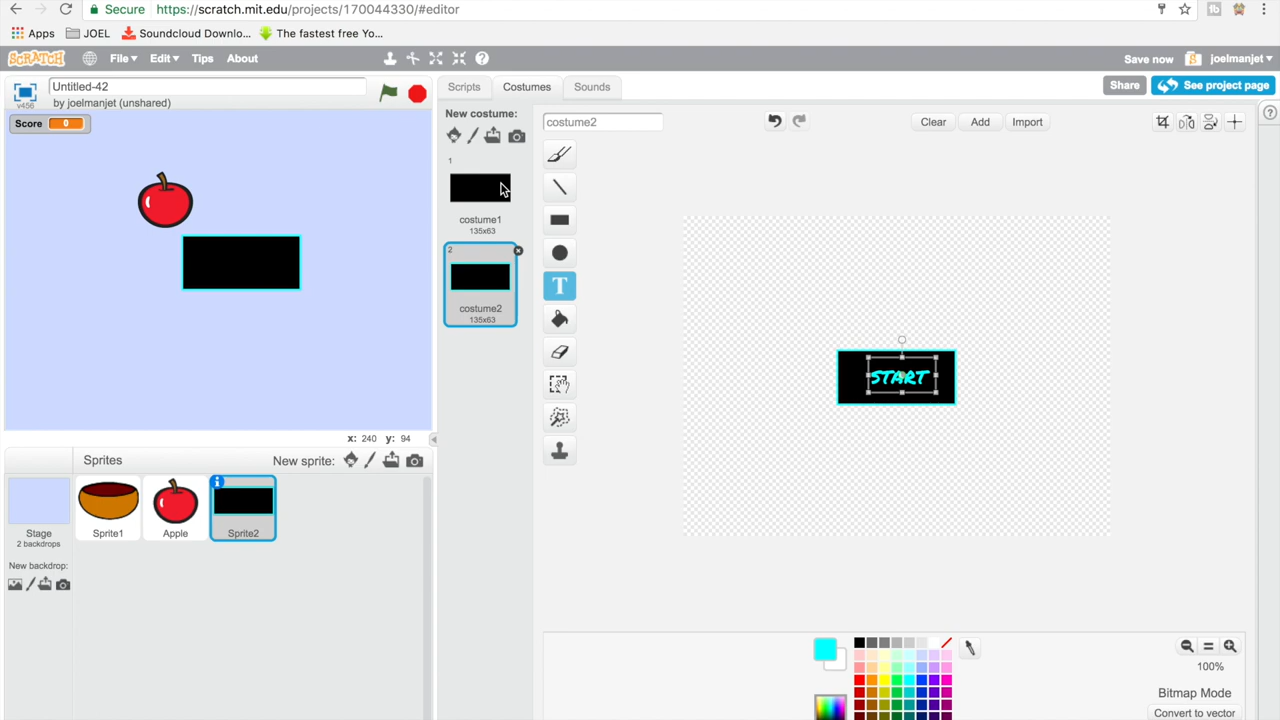 Secure https://scratch.mit.edu/projects/170044330/#editor
Apps JOEL Soundcloud Downlo... The fastest free Yo...
SCRATCH File Edit Tips About Save now joelmanjet
Untitled-42
v456 by joelmanjet (unshared)
Share See project page
Scripts Costumes Sounds
Score 0
New costume:
costume2
Clear Add Import
1
costume1
135x63
2
costume2
135x63
T
START
x: 240 y: 94
Sprites New sprite:
Stage
2 backdrops
New backdrop:
Sprite1 Apple Sprite2
100%
Bitmap Mode
Convert to vector